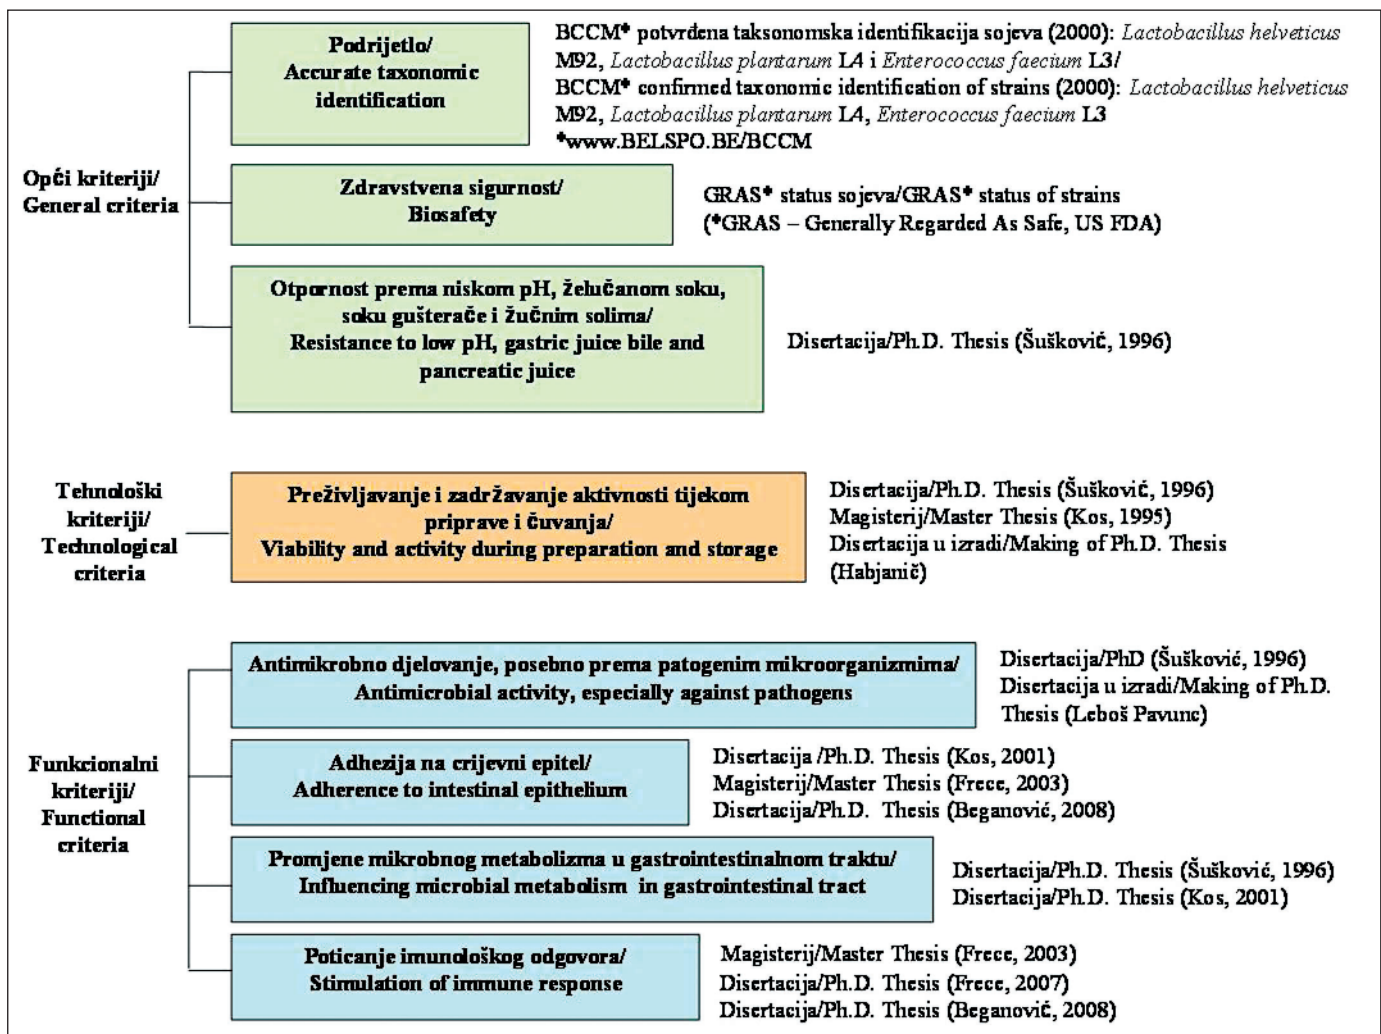 Podrijetlo/
Accurate taxonomic
identification
BCCM* potvrđena taksonomska identifikacija sojeva (2000): Lactobacillus helveticus
M92, Lactobacillus plantarum L4 i Enterococcus faecium L3/
BCCM* confirmed taxonomic identification of strains (2000): Lactobacillus helveticus
M92, Lactobacillus plantarum L4, Enterococcus faecium L3
*www.BELSPO.BE/BCCM
Opći kriteriji/
General criteria
Zdravstvena sigurnost/
Biosafety
GRAS* status sojeva/GRAS* status of strains
(*GRAS – Generally Regarded As Safe, US FDA)
Otpornost prema niskom pH, želučanom soku,
soku gušterače i žučnim solima/
Resistance to low pH, gastric juice bile and
pancreatic juice
Disertacija/Ph.D. Thesis (Šušković, 1996)
Tehnološki
kriteriji/
Technological
criteria
Preživljavanje i zadržavanje aktivnosti tijekom
priprave i čuvanja/
Viability and activity during preparation and storage
Disertacija/Ph.D. Thesis (Šušković, 1996)
Magisterij/Master Thesis (Kos, 1995)
Disertacija u izradi/Making of Ph.D. Thesis
(Habjanič)
Funkcionalni
kriteriji/
Functional
criteria
Antimikrobno djelovanje, posebno prema patogenim mikroorganizmima/
Antimicrobial activity, especially against pathogens
Disertacija/PhD (Šušković, 1996)
Disertacija u izradi/Making of Ph.D.
Thesis (Leboš Pavunc)
Adhezija na crijevni epitel/
Adherence to intestinal epithelium
Disertacija /Ph.D. Thesis (Kos, 2001)
Magisterij/Master Thesis (Frece, 2003)
Disertacija/Ph.D. Thesis (Beganović, 2008)
Promjene mikrobnog metabolizma u gastrointestinalnom traktu/
Influencing microbial metabolism in gastrointestinal tract
Disertacija/Ph.D. Thesis (Šušković, 1996)
Disertacija/Ph.D. Thesis (Kos, 2001)
Poticanje imunološkog odgovora/
Stimulation of immune response
Magisterij/Master Thesis (Frece, 2003)
Disertacija/Ph.D. Thesis (Frece, 2007)
Disertacija/Ph.D. Thesis (Beganović, 2008)